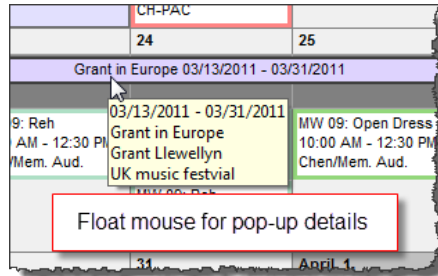 CH-PAC
24 25
Grant in Europe 03/13/2011 - 03/31/2011
03/13/2011 - 03/31/2011
Grant in Europe
Grant Llewellyn
UK music festvial
9: Reh
AM - 12:30 PM
/Mem. Aud.
MW 09: Open Dress
10:00 AM - 12:30 PM
Chen/Mem. Aud.
MW 09: Reh
Float mouse for pop-up details
31 April 1